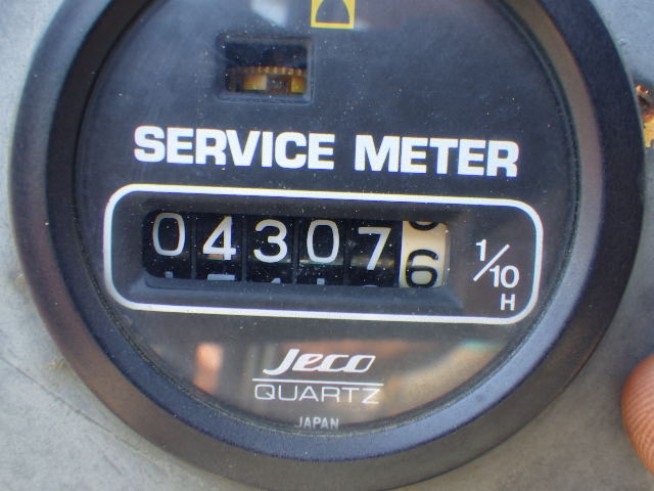 SERVICE METER
043076 1/10
H
Jeco
QUARTZ
JAPAN